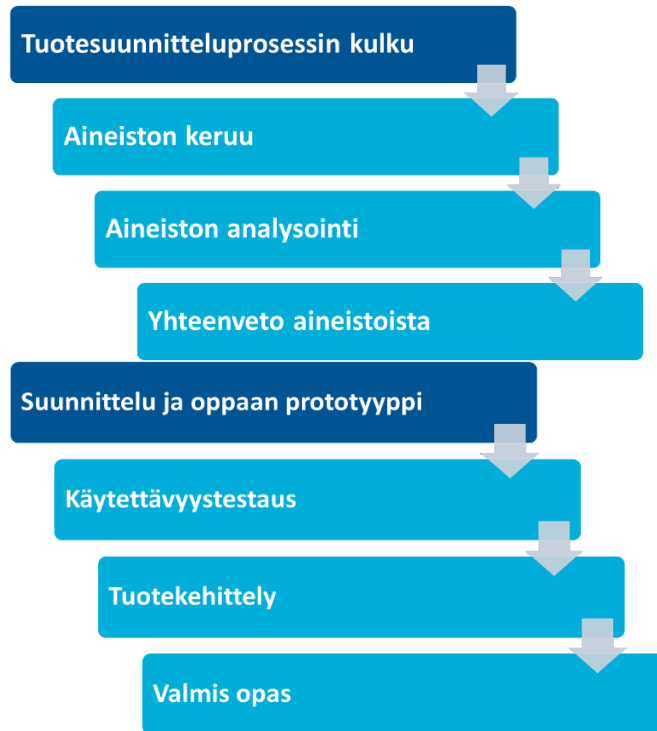 Tuotesuunnitteluprosessin kulku
Aineiston keruu
Aineiston analysointi
Yhteenveto aineistoista
Suunnittelu ja oppaan prototyyppi
Käytettävyystestaus
Tuotekehittely
Valmis opas